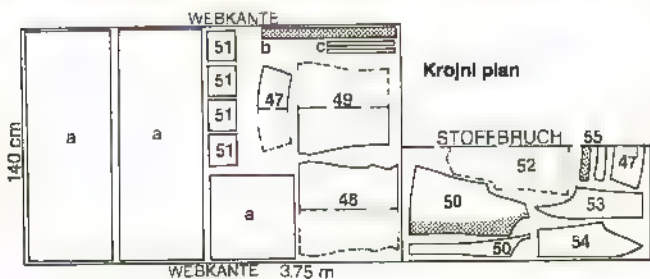 WEBKANTE
51
b
c
Krojni plan
51
47
49
a
a
140 cm
51
STOFFBRUCH
55
51
52
47
50
53
a
48
50
54
WEBKANTE 3.75 m